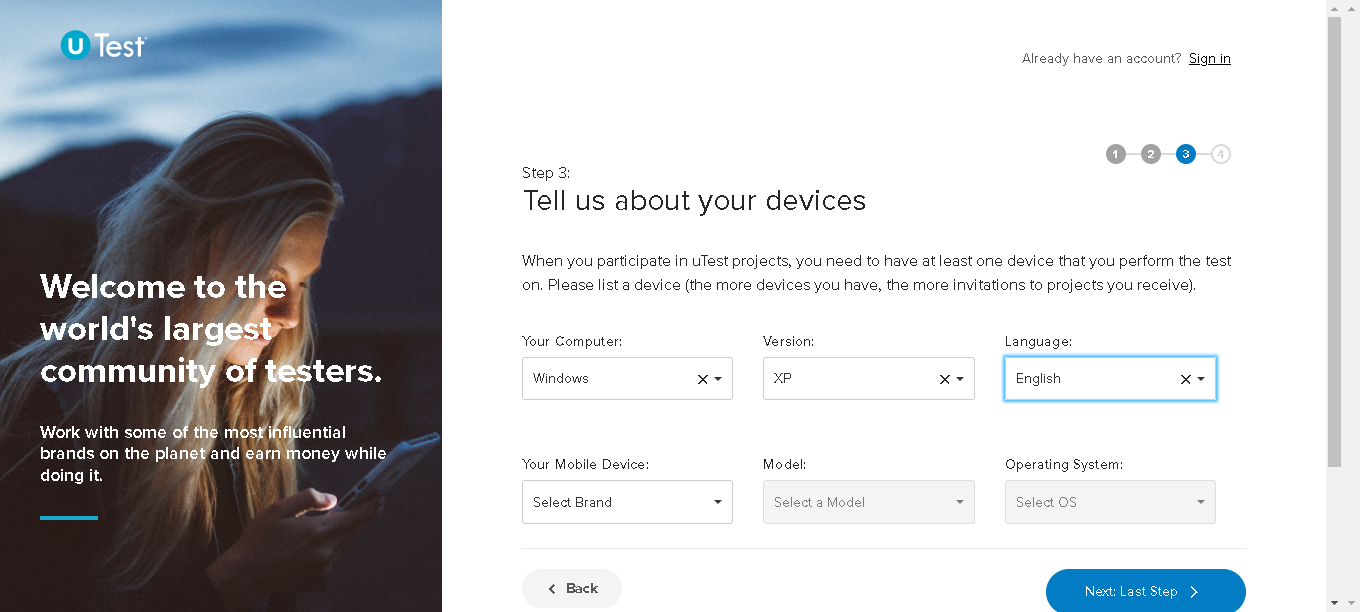 u Test
Already have an account? Sign in
1 2 3 4
Step 3:
Tell us about your devices
When you participate in uTest projects, you need to have at least one device that you perform the test
on. Please list a device (the more devices you have, the more invitations to projects you receive).
Welcome to the
world's largest
community of testers.
Work with some of the most influential
brands on the planet and earn money while
doing it.
Your Computer: Version: Language:
Windows XP English
Your Mobile Device: Model: Operating System:
Select Brand Select a Model Select OS
Back Next: Last Step